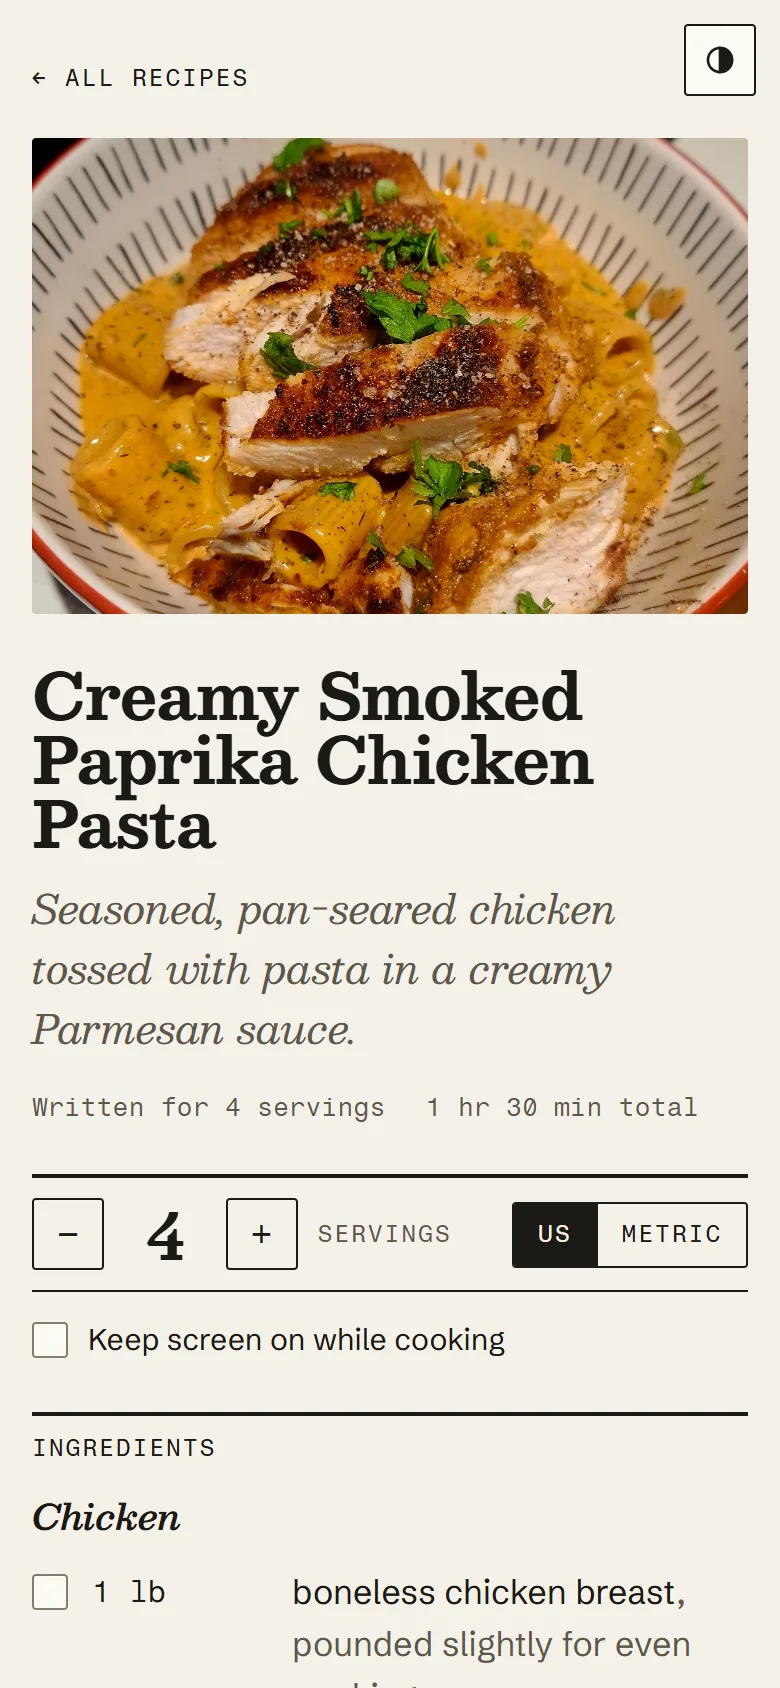 ← ALL RECIPES
Creamy Smoked
Paprika Chicken
Pasta
Seasoned, pan-seared chicken
tossed with pasta in a creamy
Parmesan sauce.
Written for 4 servings 1 hr 30 min total
− 4 + SERVINGS US METRIC
Keep screen on while cooking
INGREDIENTS
Chicken
1 lb boneless chicken breast,
pounded slightly for even